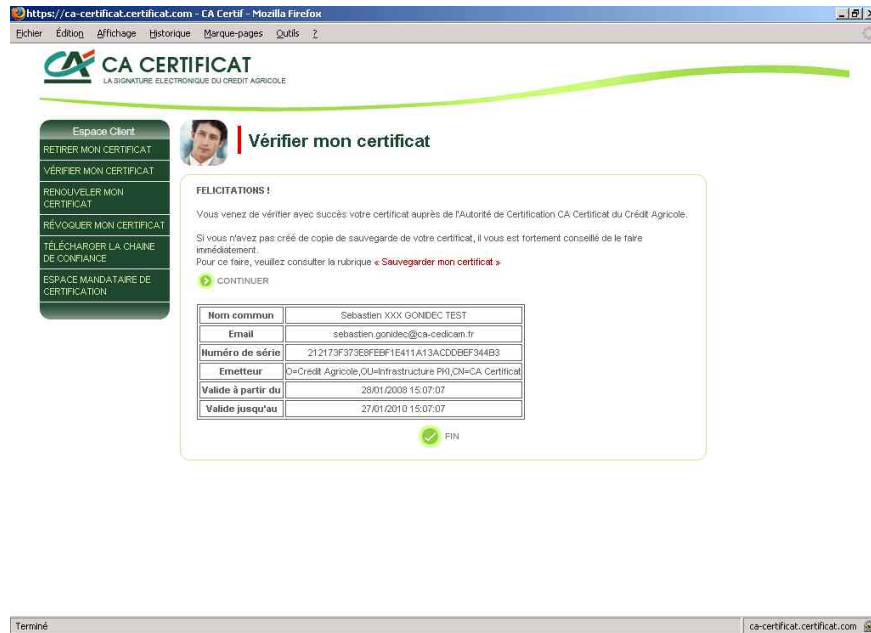 https://ca-certificat.certificat.com - CA Certif - Mozilla Firefox
Fichier Édition Affichage Historique Marque-pages Outils ?
CA CERTIFICAT
LA SIGNATURE ELECTRONIQUE DU CREDIT AGRICOLE
Espace Client
RETIRER MON CERTIFICAT
VÉRIFIER MON CERTIFICAT
RENOUVELER MON
CERTIFICAT
RÉVOQUER MON CERTIFICAT
TÉLÉCHARGER LA CHAINE
DE CONFIANCE
ESPACE MANDATAIRE DE
CERTIFICATION
Vérifier mon certificat
FELICITATIONS !
Vous venez de vérifier avec succès votre certificat auprès de l'Autorité de Certification CA Certificat du Crédit Agricole.
Si vous n'avez pas créé de copie de sauvegarde de votre certificat, il vous est fortement conseillé de le faire
immédiatement.
Pour ce faire, veuillez consulter la rubrique « Sauvegarder mon certificat »
CONTINUER
Nom commun Sebastien XXX GONIDEC TEST
Email sebastien.gonidec@ca-cedicam.fr
Numéro de série 212173F373E8FEBF1E411A13ACDDBEF344B3
Emetteur O=Credit Agricole,OU=Infrastructure PKI,CN=CA Certificat
Valide à partir du 28/01/2008 15:07:07
Valide jusqu'au 27/01/2010 15:07:07
FIN
Terminé ca-certificat.certificat.com